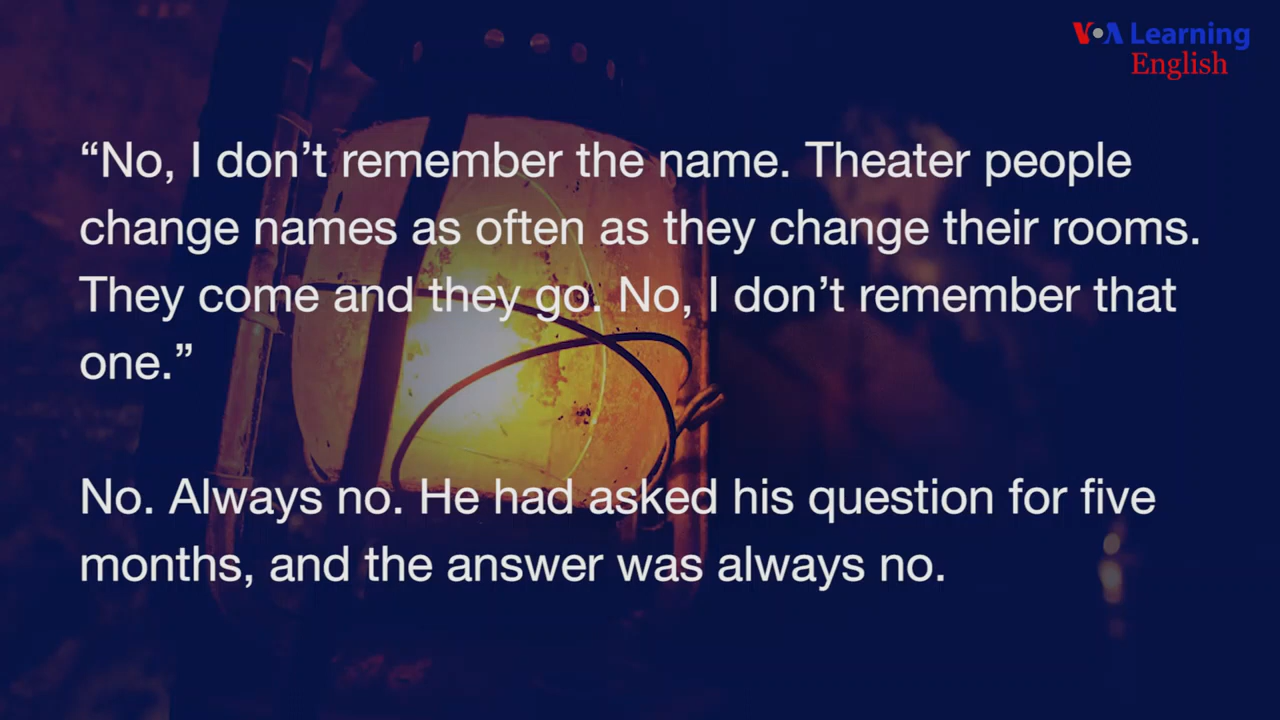 VOA Learning
English
“No, I don’t remember the name. Theater people
change names as often as they change their rooms.
They come and they go. No, I don’t remember that
one.”
No. Always no. He had asked his question for five
months, and the answer was always no.